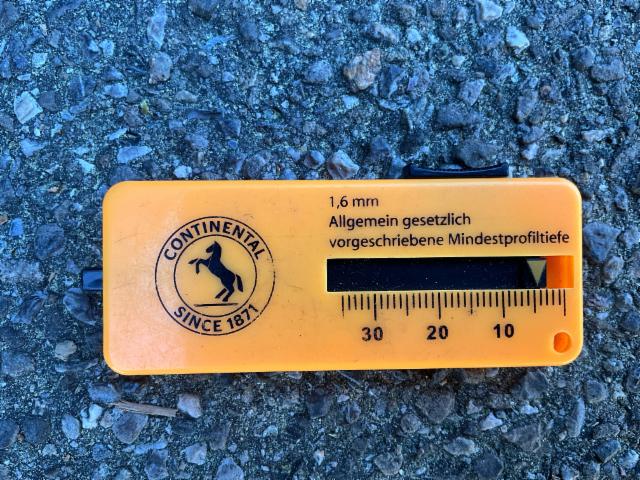 CONTINENTAL
SINCE 1871
1,6 mm
Allgemein gesetzlich
vorgeschriebene Mindestprofiltiefe
30 20 10